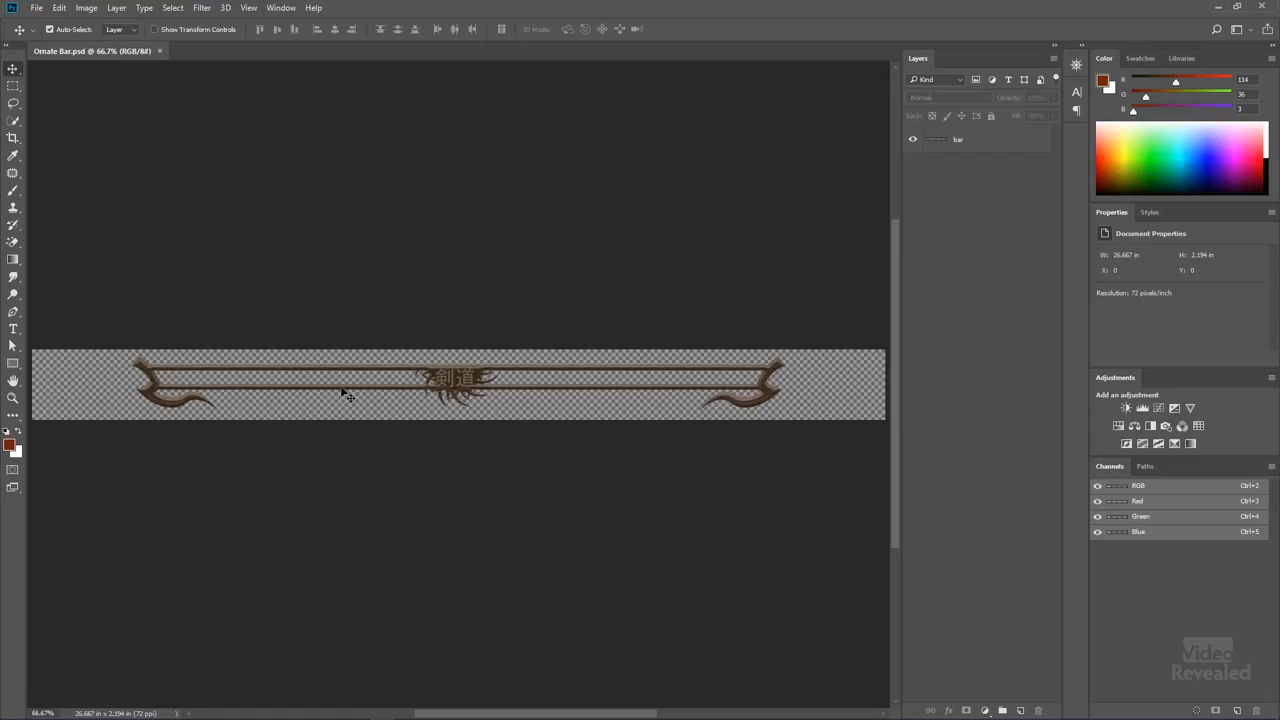 Ps File Edit Image Layer Type Select Filter 3D View Window Help
Auto-Select: Layer Show Transform Controls 3D Mode:
Ornate Bar.psd @ 66.7% (RGB/8#) ×
Layers
Kind
Normal Opacity: 100%
Lock: Fill: 100%
bar
Color Swatches Libraries
R 114
G 36
B 3
Properties Styles
Document Properties
W: 26.667 in H: 2.194 in
X: 0 Y: 0
Resolution: 72 pixels/inch
Adjustments
Add an adjustment
Channels Paths
RGB Ctrl+2
Red Ctrl+3
Green Ctrl+4
Blue Ctrl+5
剣道
Video
Revealed
66.67% 26.667 in x 2.194 in (72 ppi)